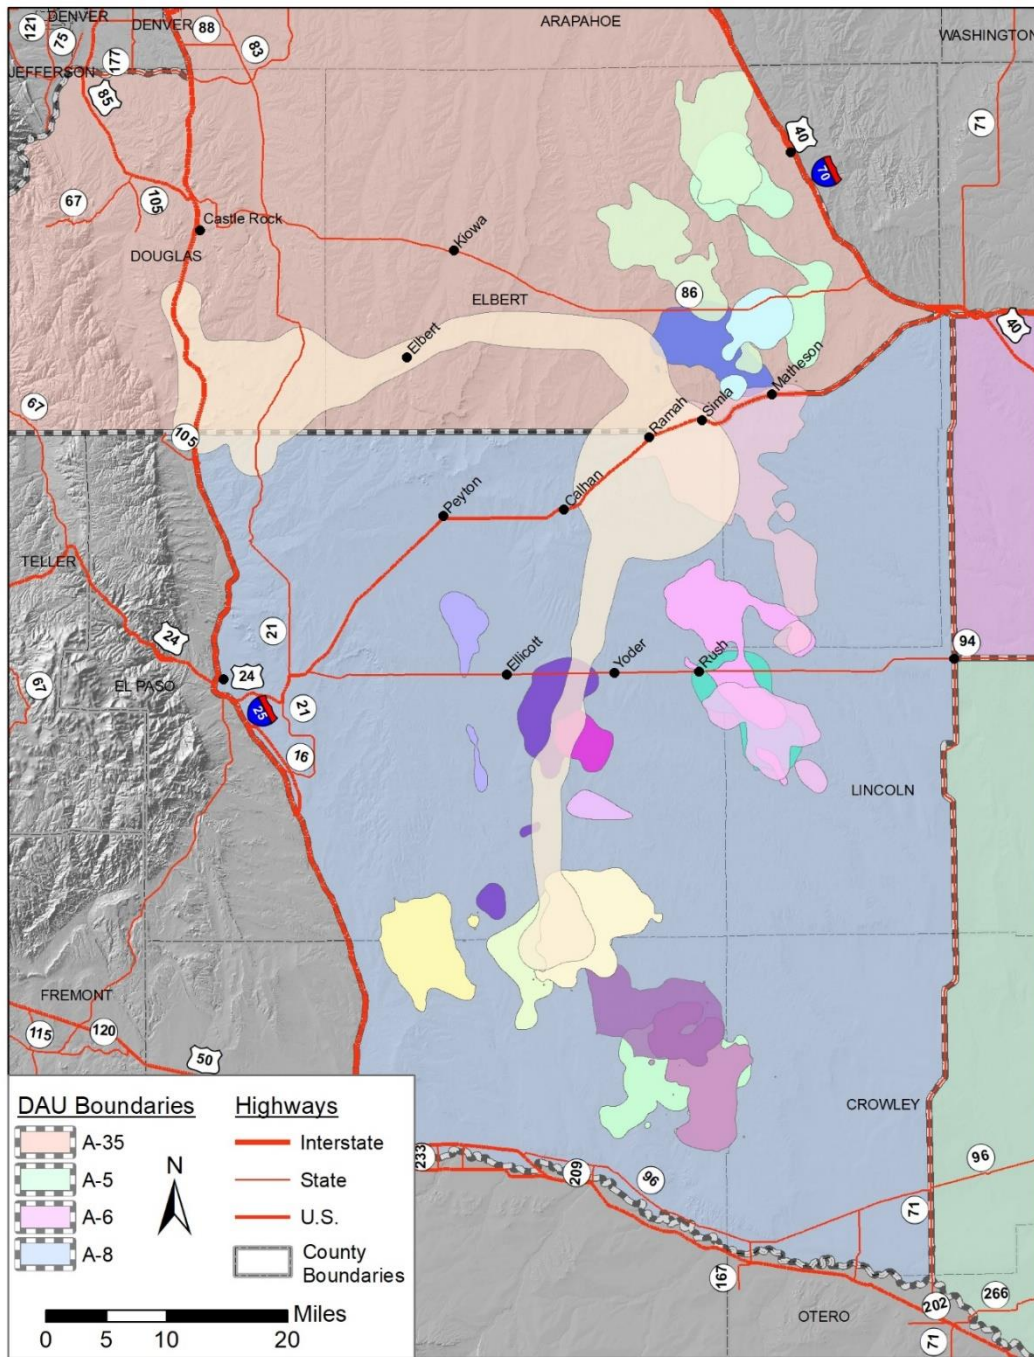 DENVER
121
75
DENVER
88
83
ARAPAHOE
WASHINGTON
JEFFERSON
177
85
40
71
70
67
105
Castle Rock
DOUGLAS
Kiowa
ELBERT
86
40
Elbert
Matheson
Simla
Ramah
67
105
Calhan
Peyton
TELLER
24
21
94
Ellicott
Yoder
Rush
67
EL PASO
24
25
21
16
LINCOLN
FREMONT
115
120
50
CROWLEY
DAU Boundaries
A-35
A-5
A-6
A-8
N
Highways
Interstate
State
U.S.
County
Boundaries
Miles
0 5 10 20
233
209
96
96
71
167
202
266
OTERO
71